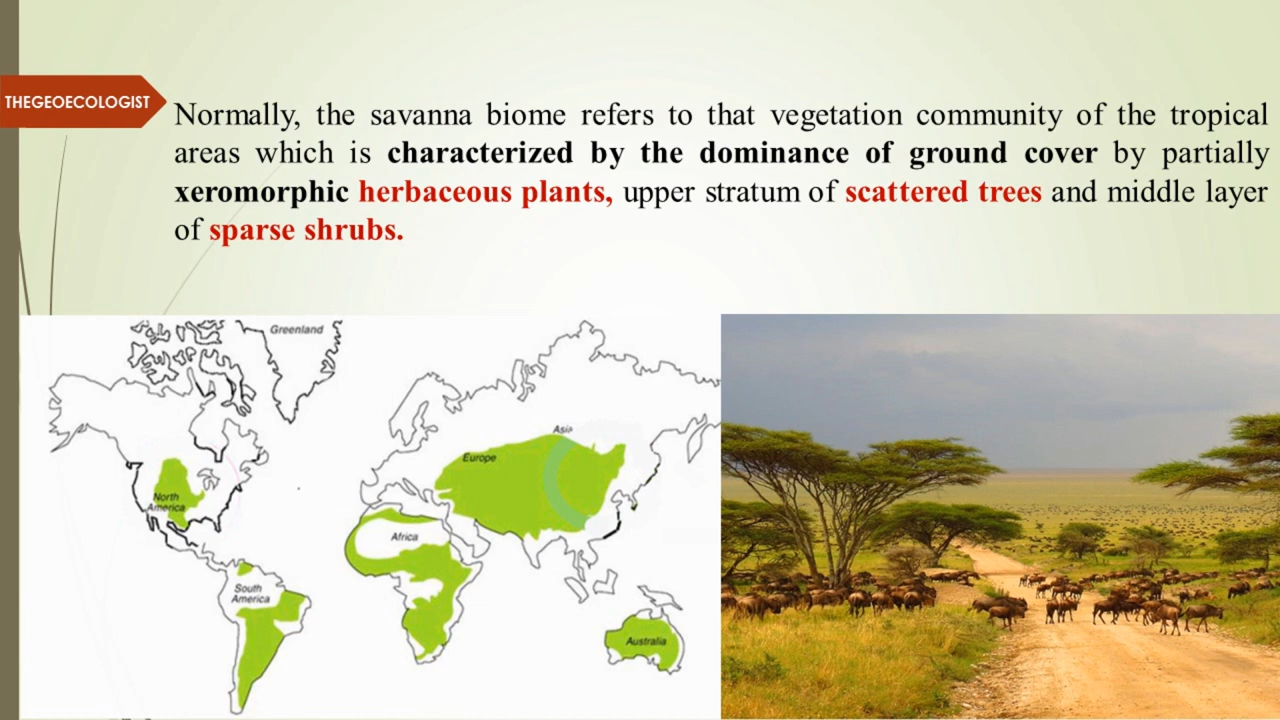 THEGEOECOLOGIST
Normally, the savanna biome refers to that vegetation community of the tropical
areas which is characterized by the dominance of ground cover by partially
xeromorphic herbaceous plants, upper stratum of scattered trees and middle layer
of sparse shrubs.
Greenland
Asia
Europe
North
America
Africa
South
America
Australia